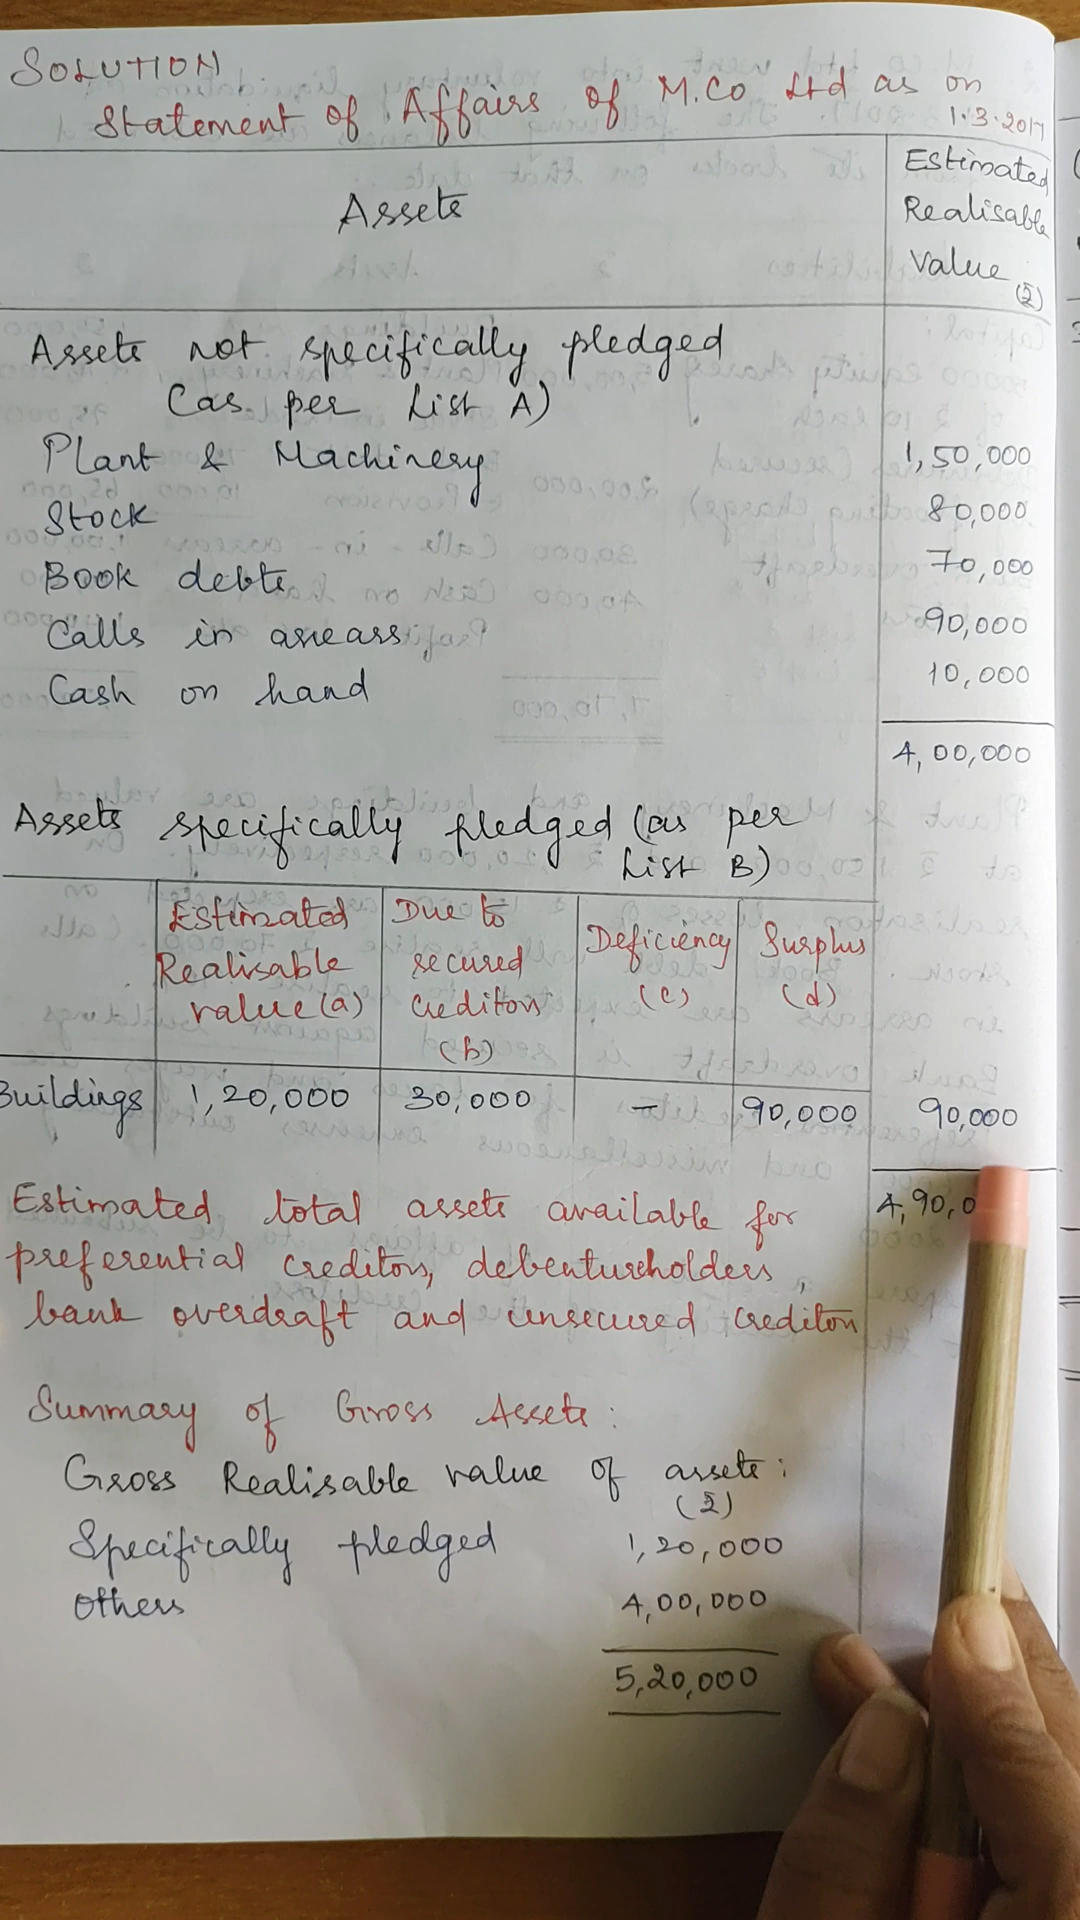 SOLUTION
Statement of Affairs of M.Co Ltd as on
1.3.2017
Assets
Estimated
Realisable
Value
(₹)
Assets not specifically pledged
(as per List A)
Plant & Machinery 1,50,000
Stock 80,000
Book debts 70,000
Calls in arrears 90,000
Cash on hand 10,000
4,00,000
Assets specifically pledged (as per
List B)
Estimated
Realisable
value (a)
Due to
secured
Creditors
(b)
Deficiency
(c)
Surplus
(d)
Buildings 1,20,000 30,000 - 90,000 90,000
Estimated total assets available for 4,90,0
preferential creditors, debentureholders,
bank overdraft and unsecured creditors
Summary of Gross Assets:
Gross Realisable value of assets:
(₹)
Specifically pledged 1,20,000
Others 4,00,000
5,20,000